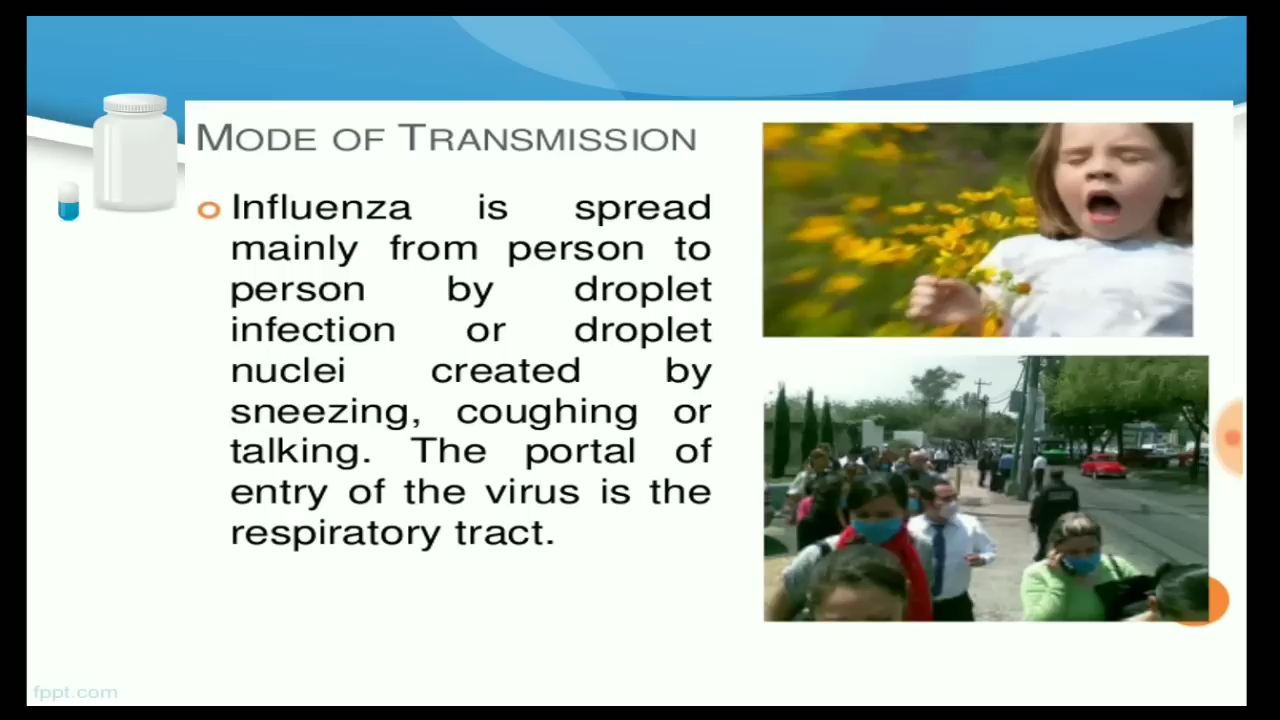 MODE OF TRANSMISSION
Influenza is spread
mainly from person to
person by droplet
infection or droplet
nuclei created by
sneezing, coughing or
talking. The portal of
entry of the virus is the
respiratory tract.
fppt.com